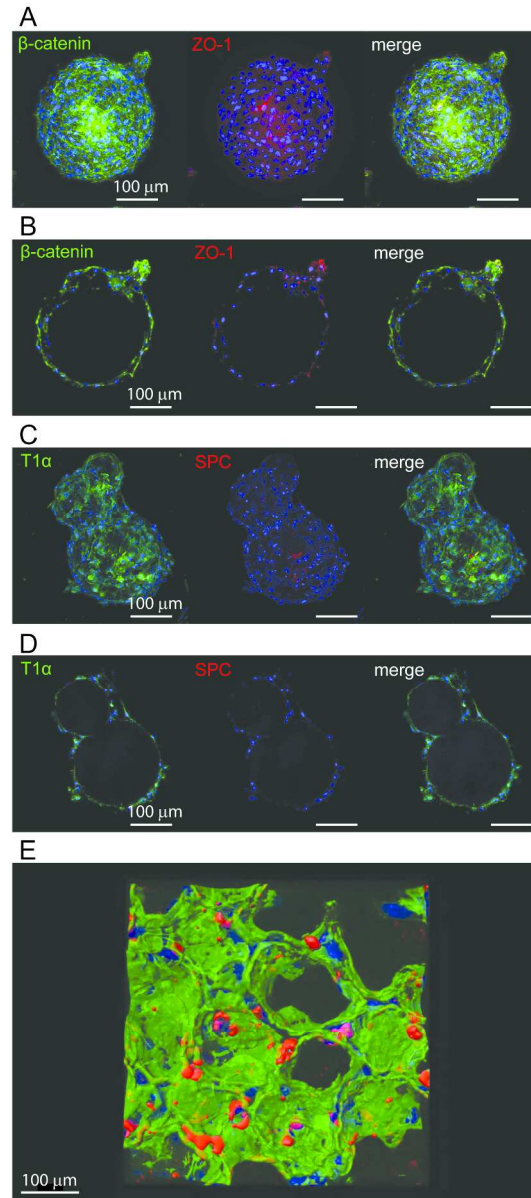 A
β-catenin ZO-1 merge
100 μm
B
β-catenin ZO-1 merge
100 μm
C
T1α SPC merge
100 μm
D
T1α SPC merge
100 μm
E
100 μm